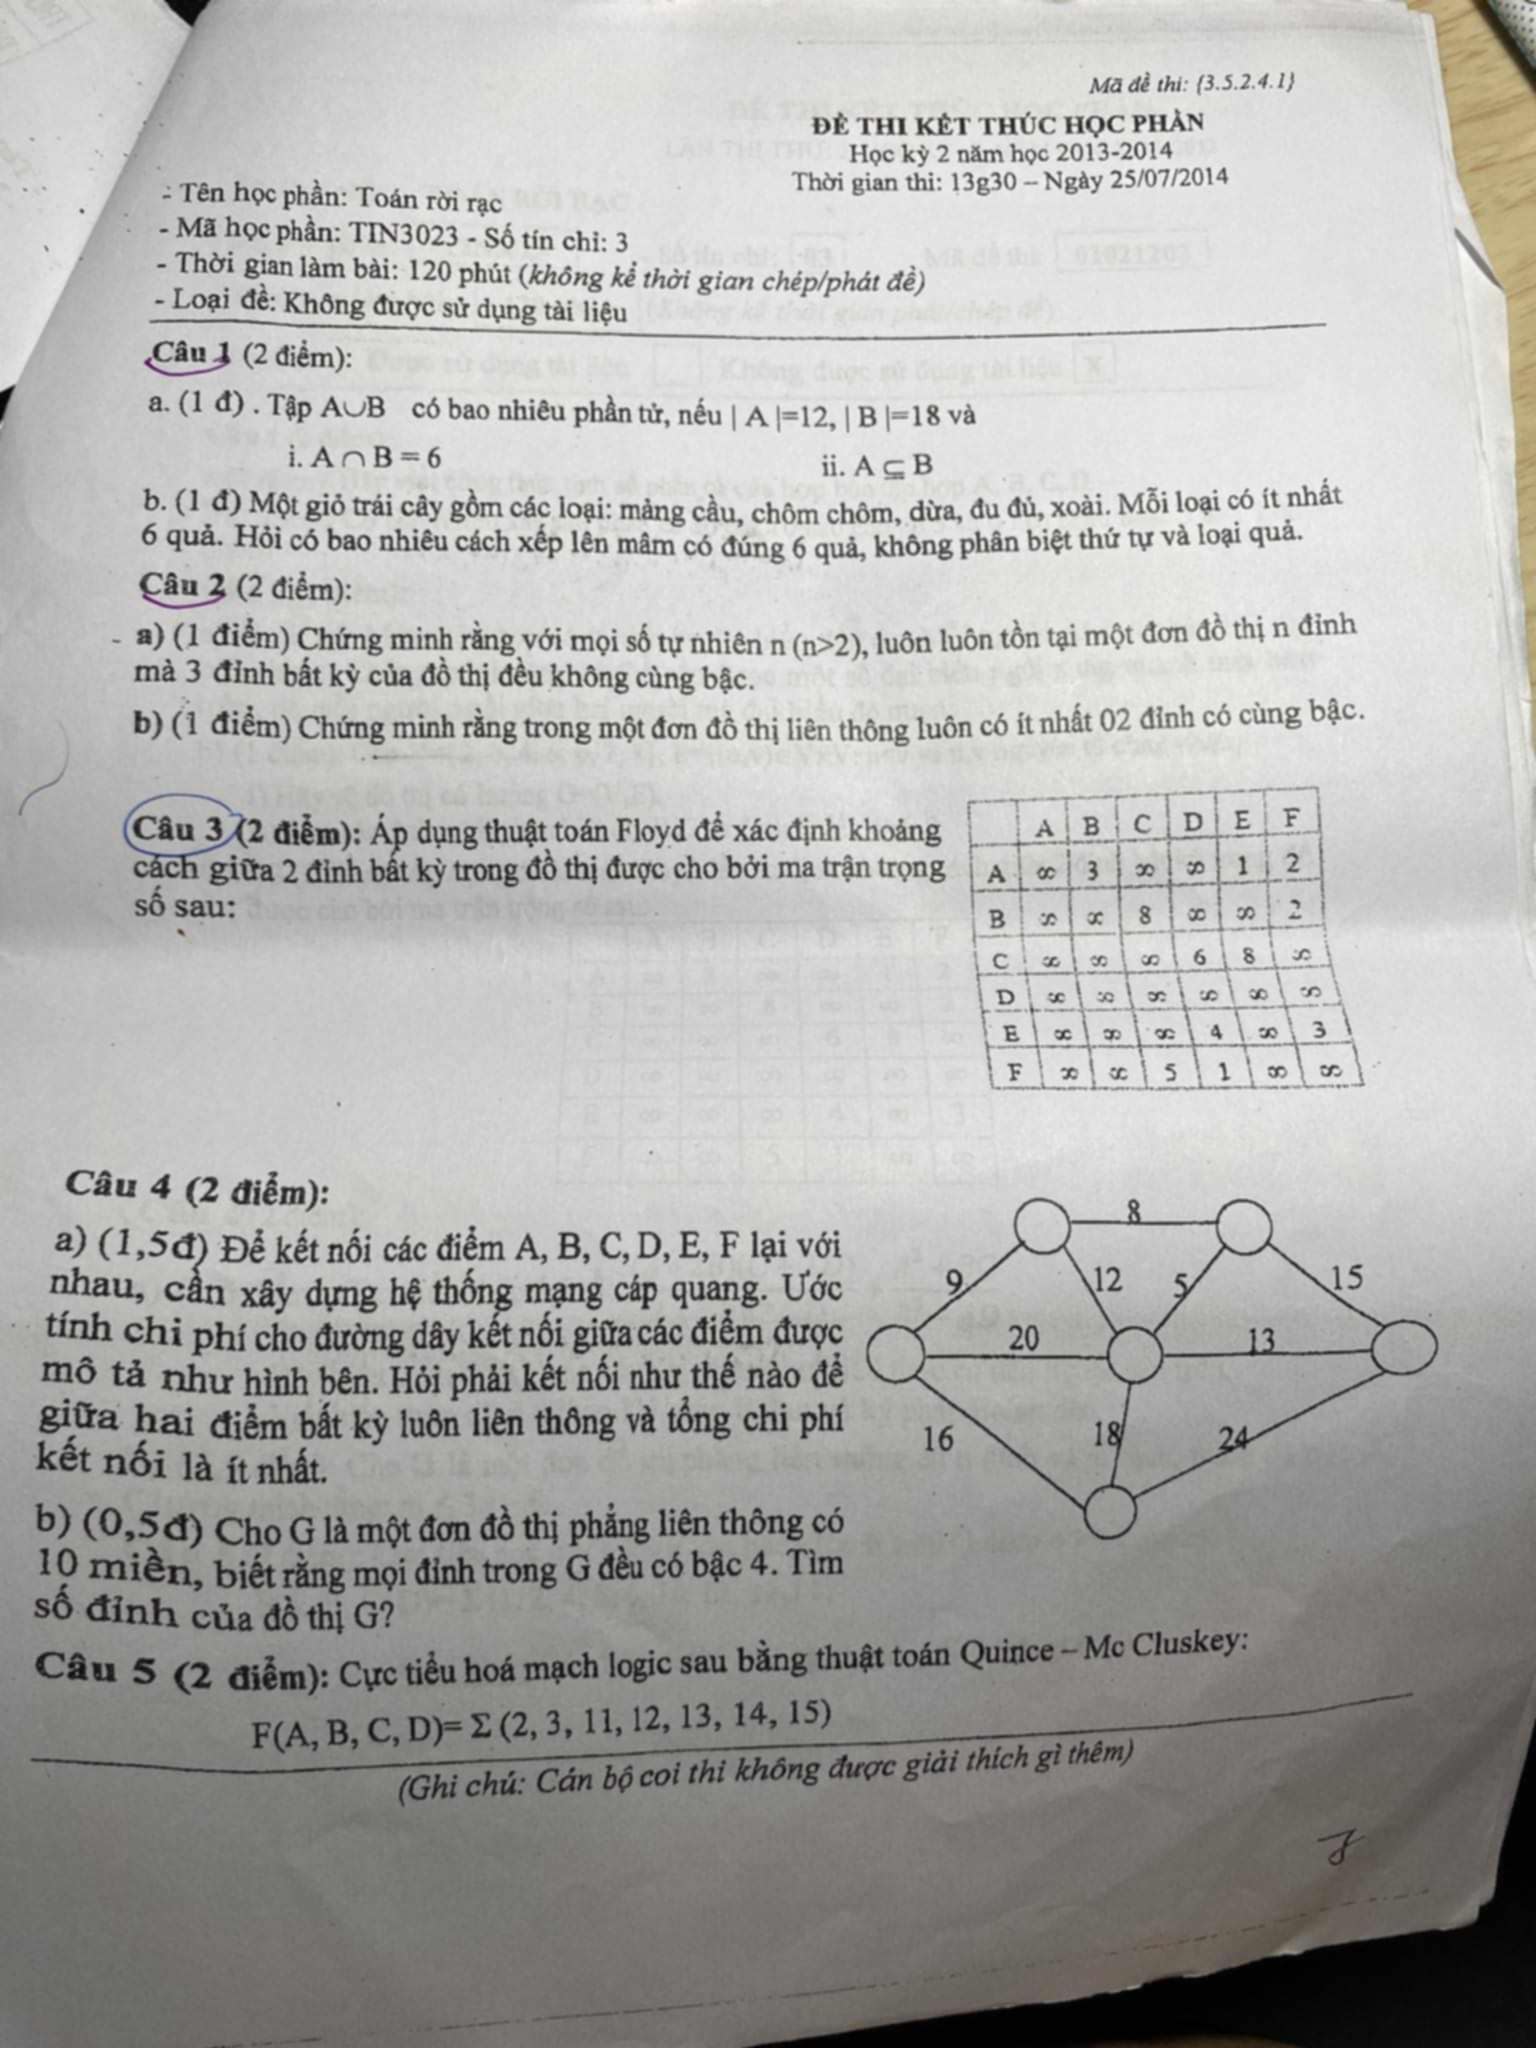 Mã đề thi: {3.5.2.4.1}
ĐỀ THI KẾT THÚC HỌC PHẦN
Học kỳ 2 năm học 2013-2014
Thời gian thi: 13g30 – Ngày 25/07/2014
- Tên học phần: Toán rời rạc
- Mã học phần: TIN3023 - Số tín chỉ: 3
- Thời gian làm bài: 120 phút (không kể thời gian chép/phát đề)
- Loại đề: Không được sử dụng tài liệu
Câu 1 (2 điểm):
a. (1 đ) . Tập A∪B có bao nhiêu phần tử, nếu | A |=12, | B |=18 và
i. A ∩ B = 6 ii. A ⊆ B
b. (1 đ) Một giỏ trái cây gồm các loại: mảng cầu, chôm chôm, dừa, đu đủ, xoài. Mỗi loại có ít nhất
6 quả. Hỏi có bao nhiêu cách xếp lên mâm có đúng 6 quả, không phân biệt thứ tự và loại quả.
Câu 2 (2 điểm):
a) (1 điểm) Chứng minh rằng với mọi số tự nhiên n (n>2), luôn luôn tồn tại một đơn đồ thị n đỉnh
mà 3 đỉnh bất kỳ của đồ thị đều không cùng bậc.
b) (1 điểm) Chứng minh rằng trong một đơn đồ thị liên thông luôn có ít nhất 02 đỉnh có cùng bậc.
Câu 3 (2 điểm): Áp dụng thuật toán Floyd để xác định khoảng
cách giữa 2 đỉnh bất kỳ trong đồ thị được cho bởi ma trận trọng
số sau:
A B C D E F
A ∞ 3 ∞ ∞ 1 2
B ∞ ∞ 8 ∞ ∞ 2
C ∞ ∞ ∞ 6 8 ∞
D ∞ ∞ ∞ ∞ ∞ ∞
E ∞ ∞ ∞ 4 ∞ 3
F ∞ ∞ 5 1 ∞ ∞
Câu 4 (2 điểm):
a) (1,5đ) Để kết nối các điểm A, B, C, D, E, F lại với
nhau, cần xây dựng hệ thống mạng cáp quang. Ước
tính chi phí cho đường dây kết nối giữa các điểm được
mô tả như hình bên. Hỏi phải kết nối như thế nào để
giữa hai điểm bất kỳ luôn liên thông và tổng chi phí
kết nối là ít nhất.
8
9 12 5 15
20 13
16 18 24
b) (0,5đ) Cho G là một đơn đồ thị phẳng liên thông có
10 miền, biết rằng mọi đỉnh trong G đều có bậc 4. Tìm
số đỉnh của đồ thị G?
Câu 5 (2 điểm): Cực tiểu hoá mạch logic sau bằng thuật toán Quince – Mc Cluskey:
F(A, B, C, D)= Σ (2, 3, 11, 12, 13, 14, 15)
(Ghi chú: Cán bộ coi thi không được giải thích gì thêm)